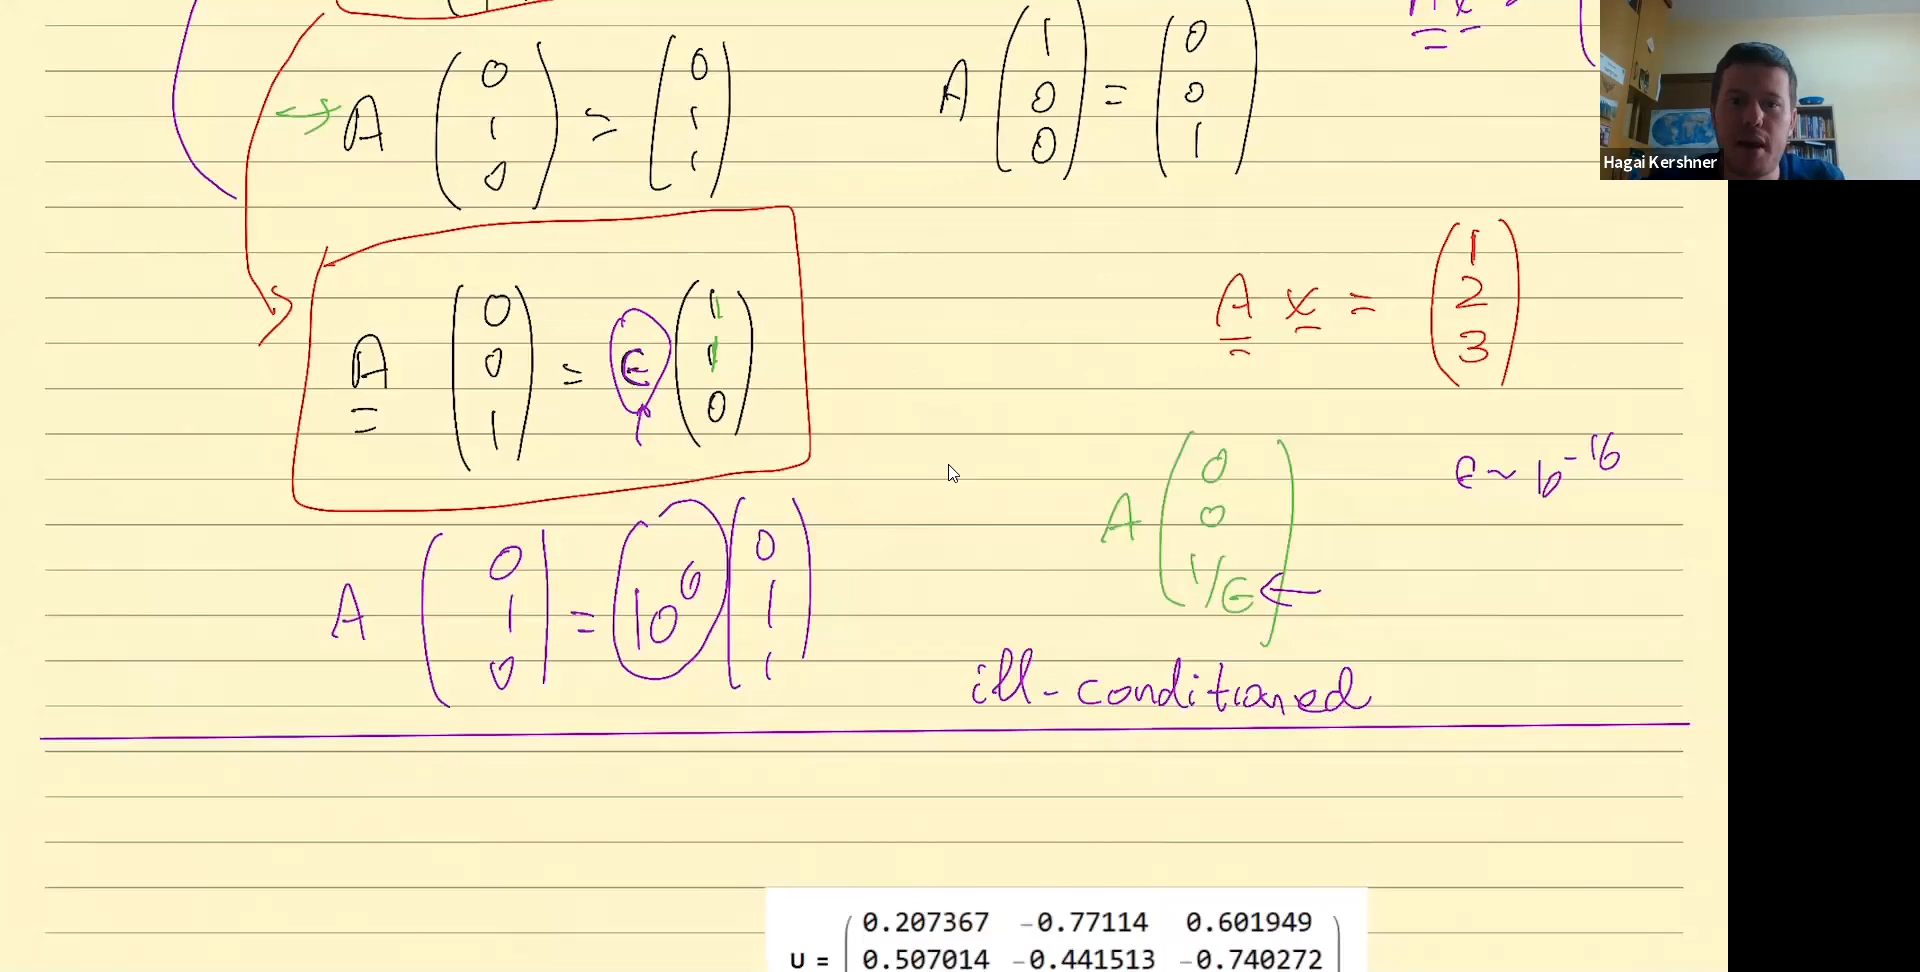 A (0 1 0) = (0 1 1)
A (1 0 0) = (0 0 1)
A x
Hagai Kershner
A (0 0 1) = ϵ (1 1 0)
A x = (1 2 3)
ϵ ~ 10^-16
A (0 0 1/ϵ) ←
A (0 1 0) = 10^6 (0 1 1)
ill-conditioned
0.207367 -0.77114 0.601949
U = 0.507014 -0.441513 -0.740272